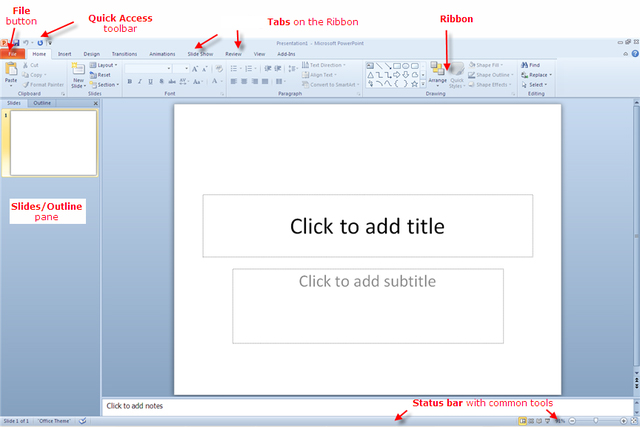 File
button
Quick Access
toolbar
Tabs on the Ribbon
Ribbon
Presentation1 - Microsoft PowerPoint
File Home Insert Design Transitions Animations Slide Show Review View Add-Ins
Paste
Cut
Copy
Format Painter
Clipboard
New
Slide
Layout
Reset
Section
Slides
B I U S abc AV Aa A
Font
Text Direction
Align Text
Convert to SmartArt
Paragraph
Arrange
Quick
Styles
Shape Fill
Shape Outline
Shape Effects
Drawing
Find
Replace
Select
Editing
Slides Outline
1
Slides/Outline
pane
Click to add title
Click to add subtitle
Click to add notes
Status bar with common tools
Slide 1 of 1 "Office Theme"